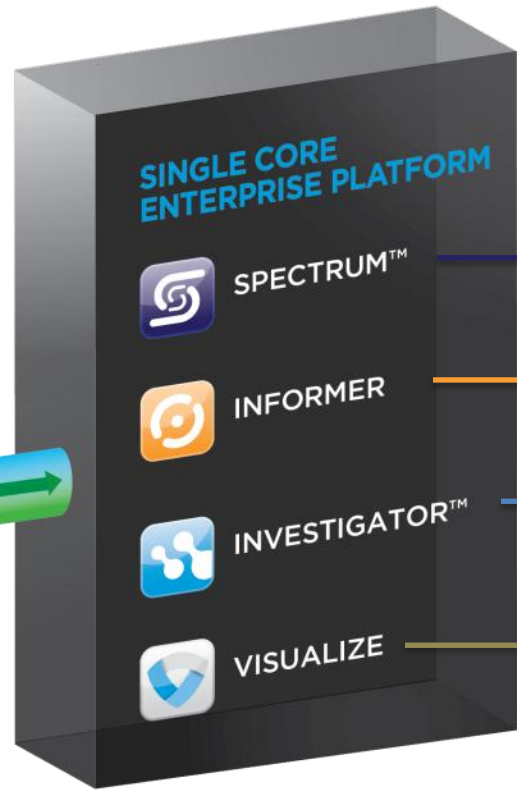 SINGLE CORE
ENTERPRISE PLATFORM
SPECTRUM™
INFORMER
INVESTIGATOR™
VISUALIZE